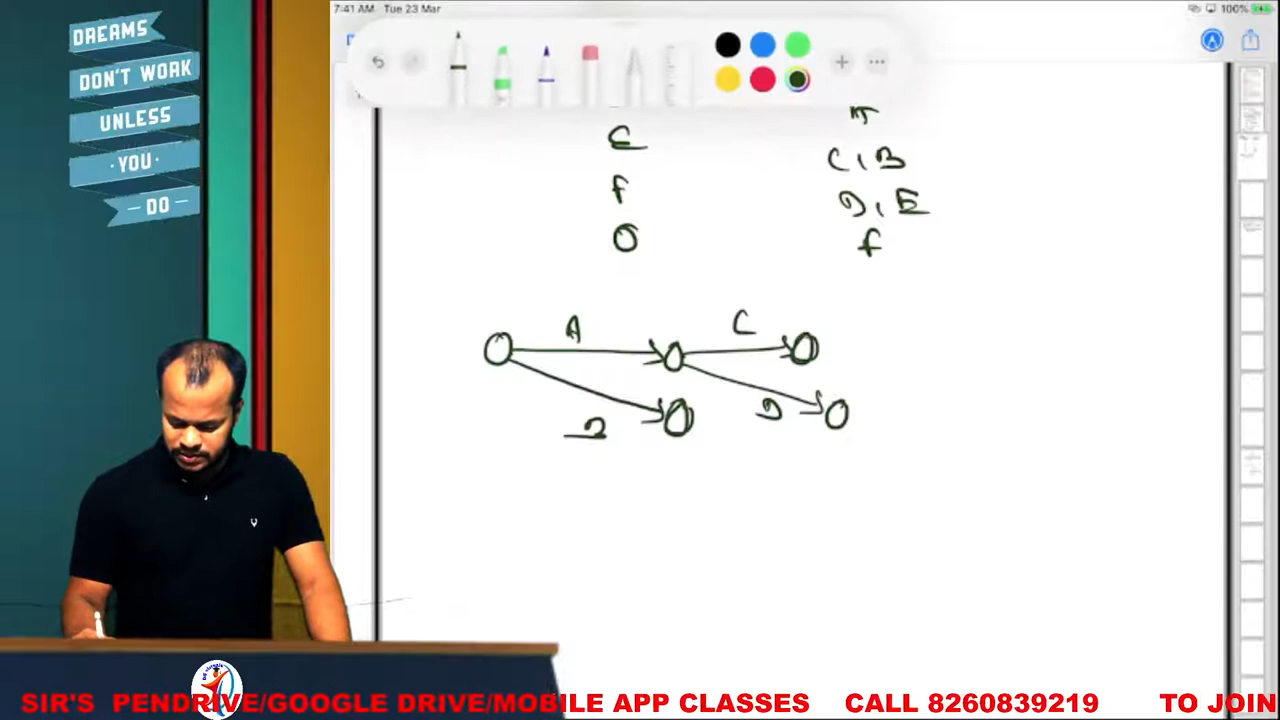 7:41 AM Tue 23 Mar
100%
DREAMS
DON'T WORK
UNLESS
YOU
DO
E C, B
F D, E
f
A
C
D
SIR'S PENDRIVE/GOOGLE DRIVE/MOBILE APP CLASSES CALL 8260839219 TO JOIN